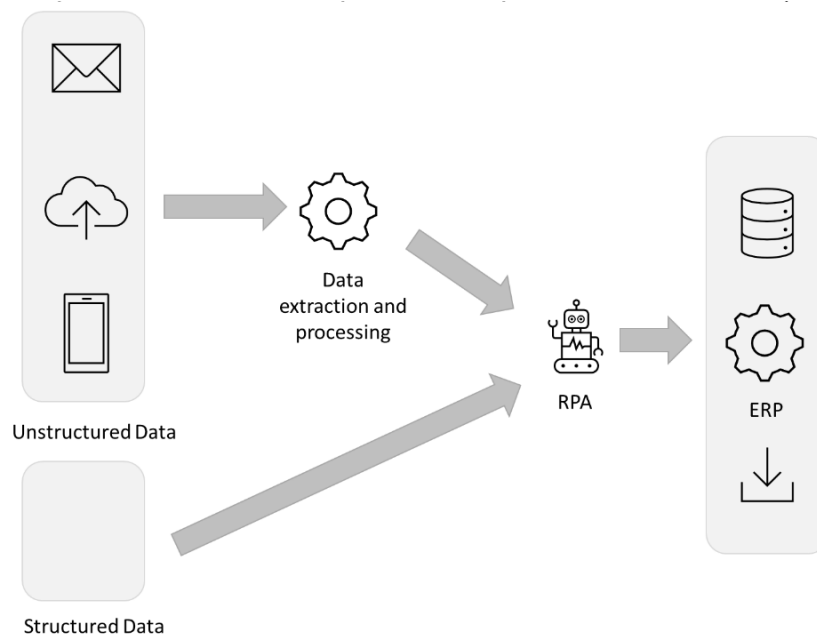 Data
extraction and
processing
RPA
ERP
Unstructured Data
Structured Data